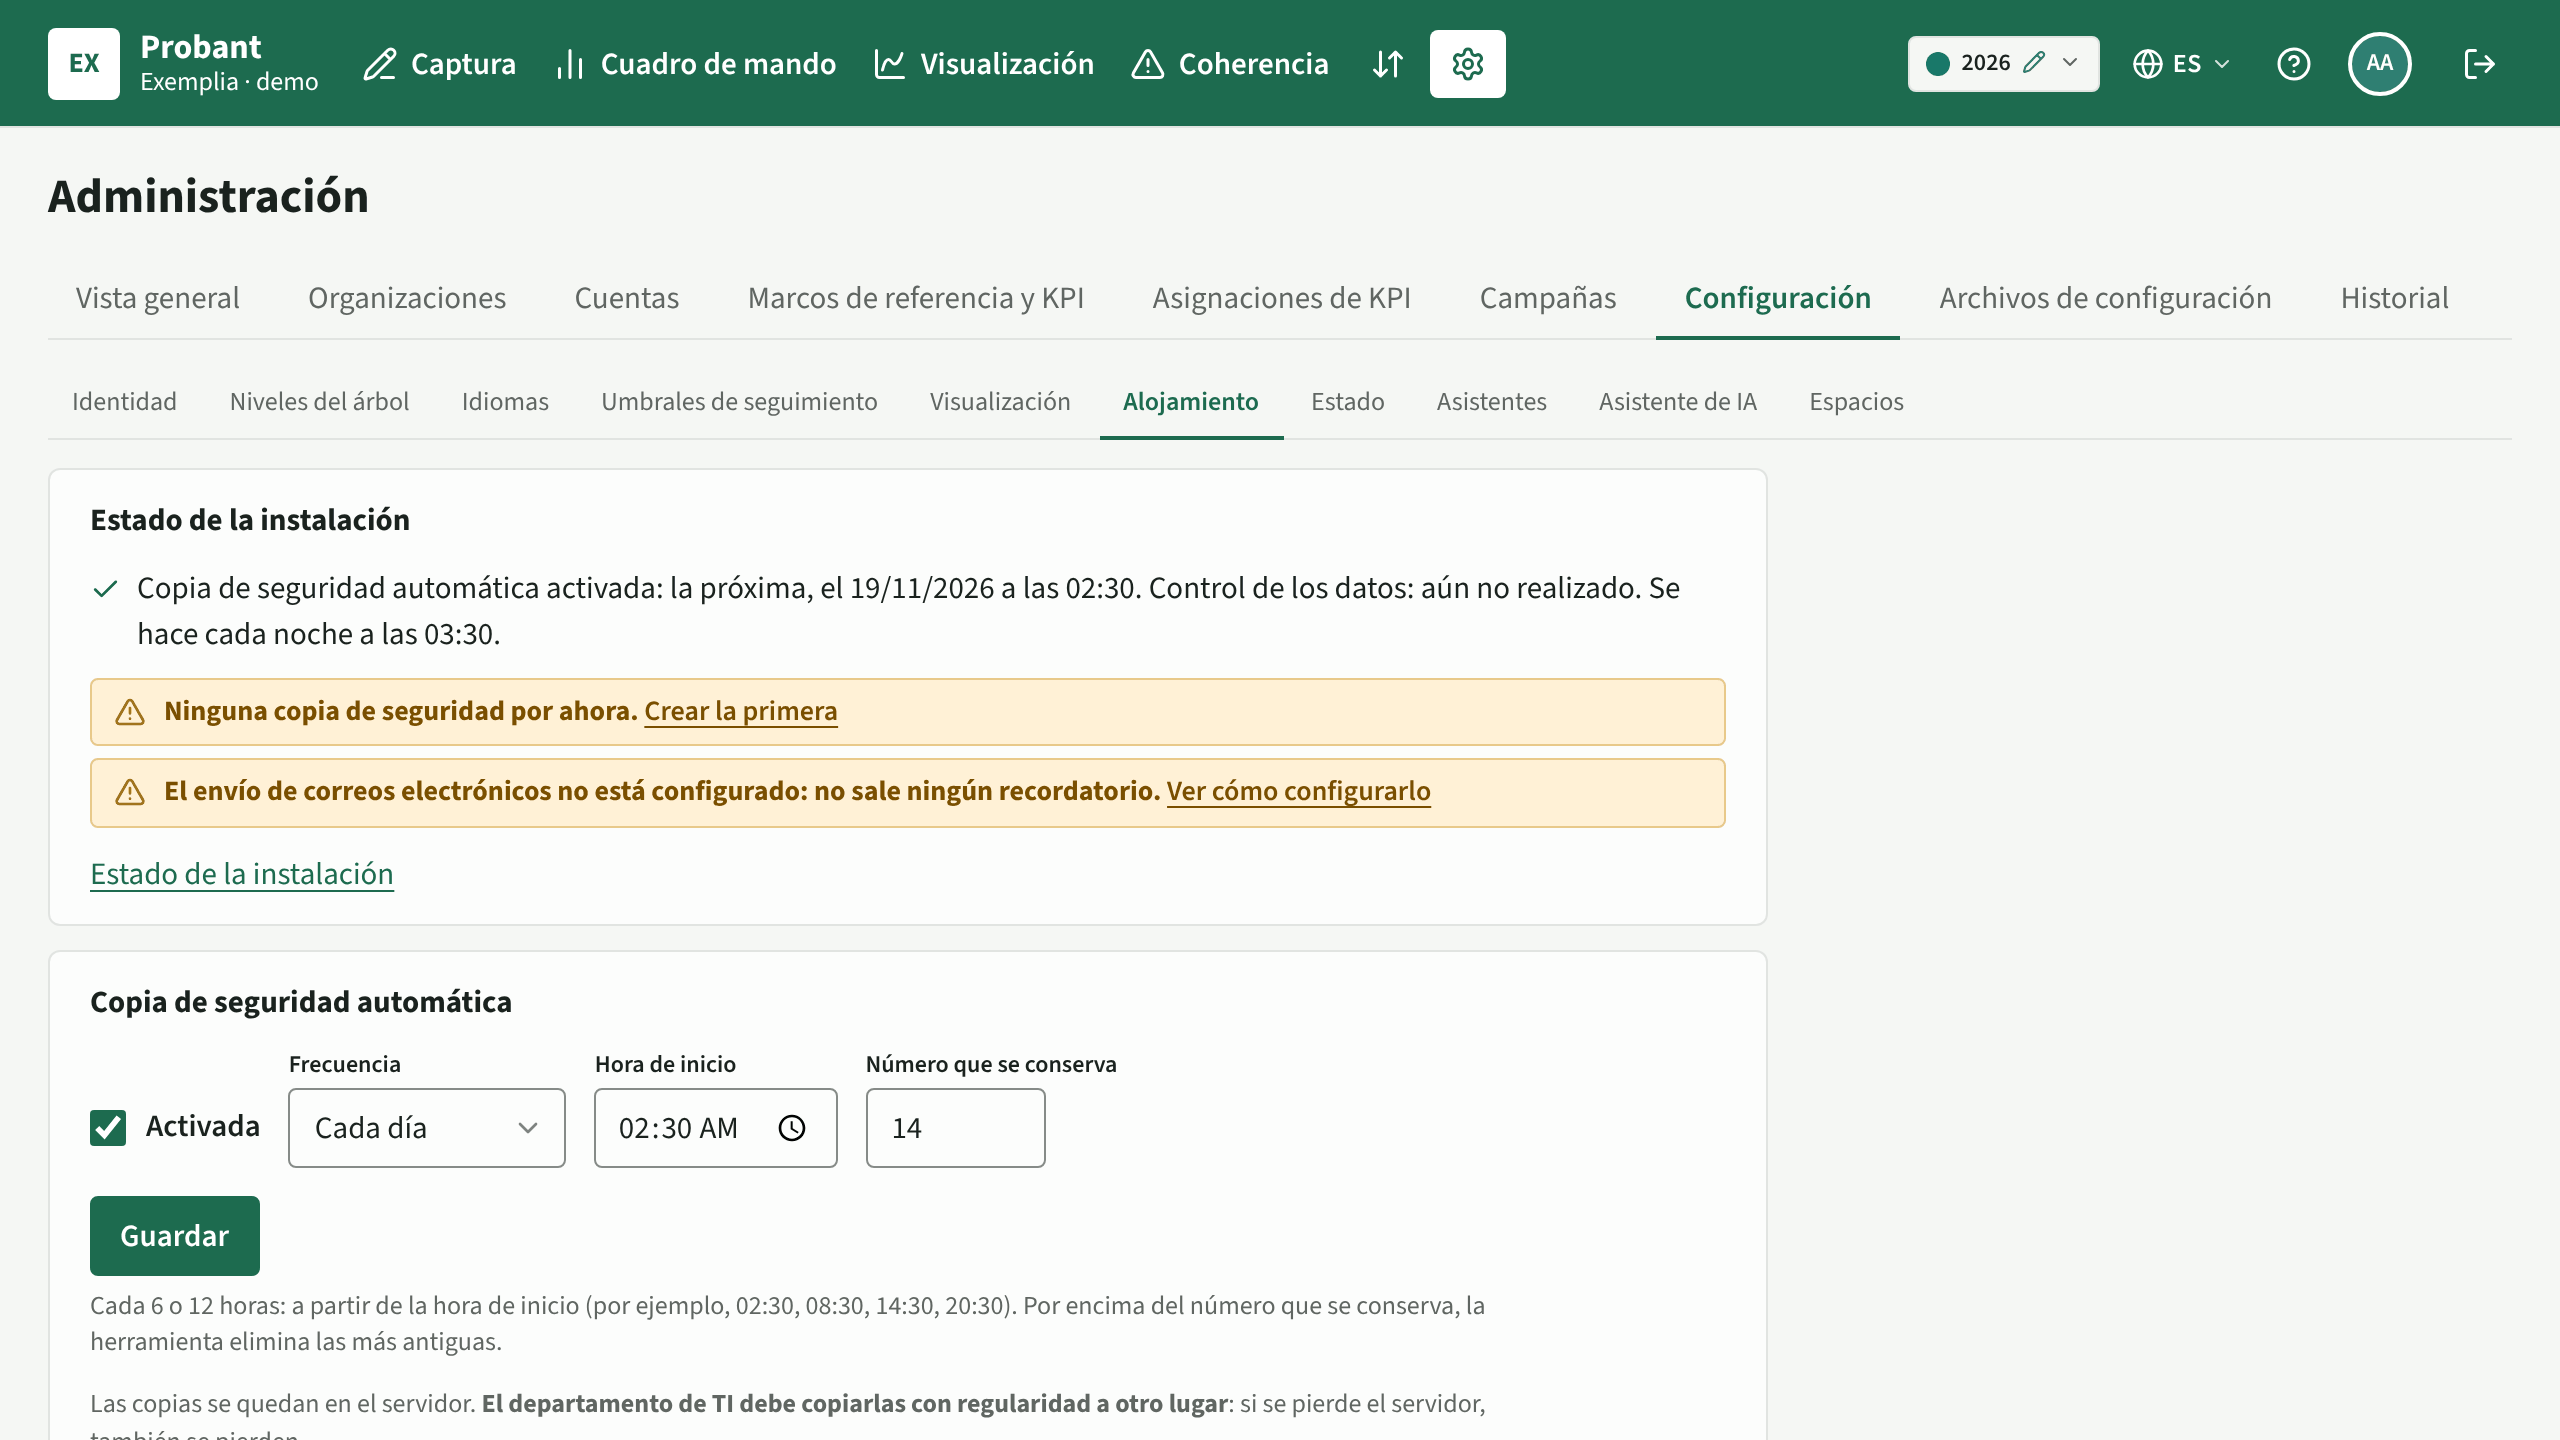 EX
Probant
Exemplia · demo
Captura
Cuadro de mando
Visualización
Coherencia
2026
ES
AA
Administración
Vista general
Organizaciones
Cuentas
Marcos de referencia y KPI
Asignaciones de KPI
Campañas
Configuración
Archivos de configuración
Historial
Identidad
Niveles del árbol
Idiomas
Umbrales de seguimiento
Visualización
Alojamiento
Estado
Asistentes
Asistente de IA
Espacios
Estado de la instalación
Copia de seguridad automática activada: la próxima, el 19/11/2026 a las 02:30. Control de los datos: aún no realizado. Se
hace cada noche a las 03:30.
Ninguna copia de seguridad por ahora. Crear la primera
El envío de correos electrónicos no está configurado: no sale ningún recordatorio. Ver cómo configurarlo
Estado de la instalación
Copia de seguridad automática
Activada
Frecuencia
Cada día
Hora de inicio
02:30 AM
Número que se conserva
14
Guardar
Cada 6 o 12 horas: a partir de la hora de inicio (por ejemplo, 02:30, 08:30, 14:30, 20:30). Por encima del número que se conserva, la
herramienta elimina las más antiguas.
Las copias se quedan en el servidor. El departamento de TI debe copiarlas con regularidad a otro lugar: si se pierde el servidor,
también se pierden.